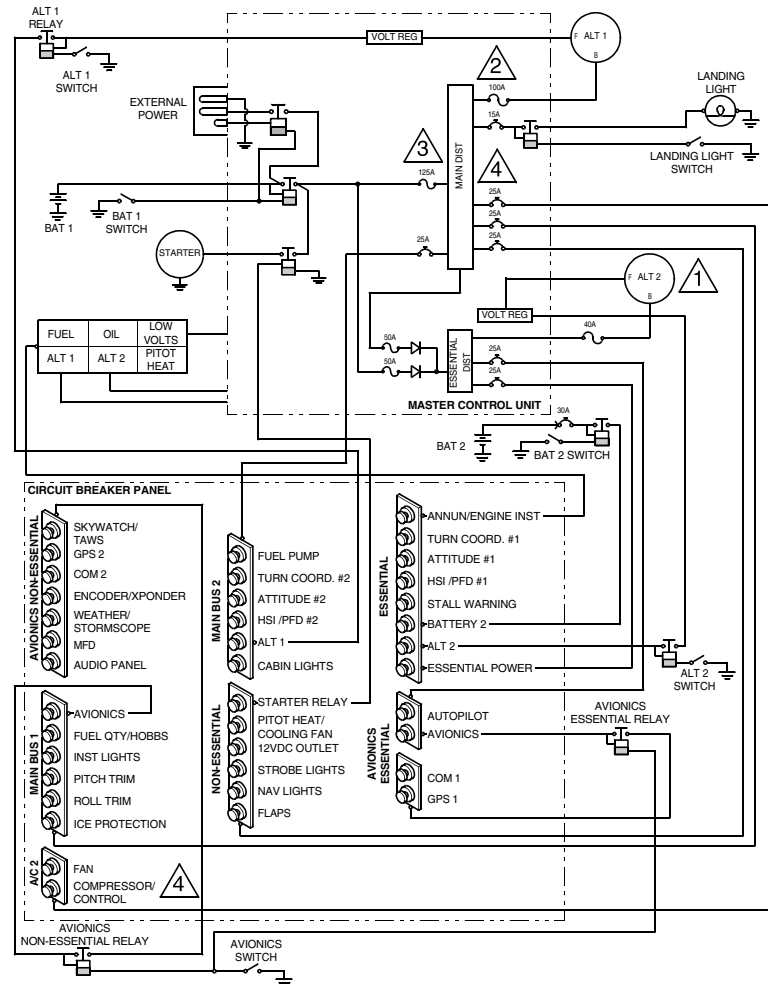 ALT 1
RELAY
ALT 1
SWITCH
VOLT REG
F
ALT 1
B
2
100A
15A
LANDING
LIGHT
LANDING LIGHT
SWITCH
EXTERNAL
POWER
3
125A
MAIN DIST
4
25A
25A
25A
BAT 1
BAT 1
SWITCH
STARTER
25A
F
ALT 2
B
1
VOLT REG
40A
FUEL
OIL
LOW
VOLTS
ALT 1
ALT 2
PITOT
HEAT
50A
50A
ESSENTIAL
DIST
25A
25A
MASTER CONTROL UNIT
30A
BAT 2
BAT 2 SWITCH
CIRCUIT BREAKER PANEL
AVIONICS NON-ESSENTIAL
SKYWATCH/
TAWS
GPS 2
COM 2
ENCODER/XPONDER
WEATHER/
STORMSCOPE
MFD
AUDIO PANEL
MAIN BUS 2
FUEL PUMP
TURN COORD. #2
ATTITUDE #2
HSI /PFD #2
ALT 1
CABIN LIGHTS
ESSENTIAL
ANNUN/ENGINE INST
TURN COORD. #1
ATTITUDE #1
HSI /PFD #1
STALL WARNING
BATTERY 2
ALT 2
ESSENTIAL POWER
ALT 2
SWITCH
MAIN BUS 1
AVIONICS
FUEL QTY/HOBBS
INST LIGHTS
PITCH TRIM
ROLL TRIM
ICE PROTECTION
NON-ESSENTIAL
STARTER RELAY
PITOT HEAT/
COOLING FAN
12VDC OUTLET
STROBE LIGHTS
NAV LIGHTS
FLAPS
AVIONICS
ESSENTIAL
AUTOPILOT
AVIONICS
COM 1
GPS 1
AVIONICS
ESSENTIAL RELAY
A/C 2
FAN
COMPRESSOR/
CONTROL
4
AVIONICS
NON-ESSENTIAL RELAY
AVIONICS
SWITCH